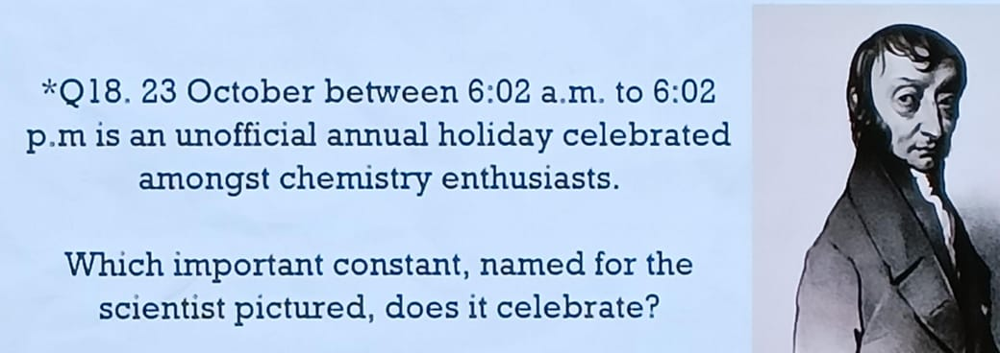 *Q18. 23 October between 6:02 a.m. to 6:02
p.m is an unofficial annual holiday celebrated
amongst chemistry enthusiasts.
Which important constant, named for the
scientist pictured, does it celebrate?